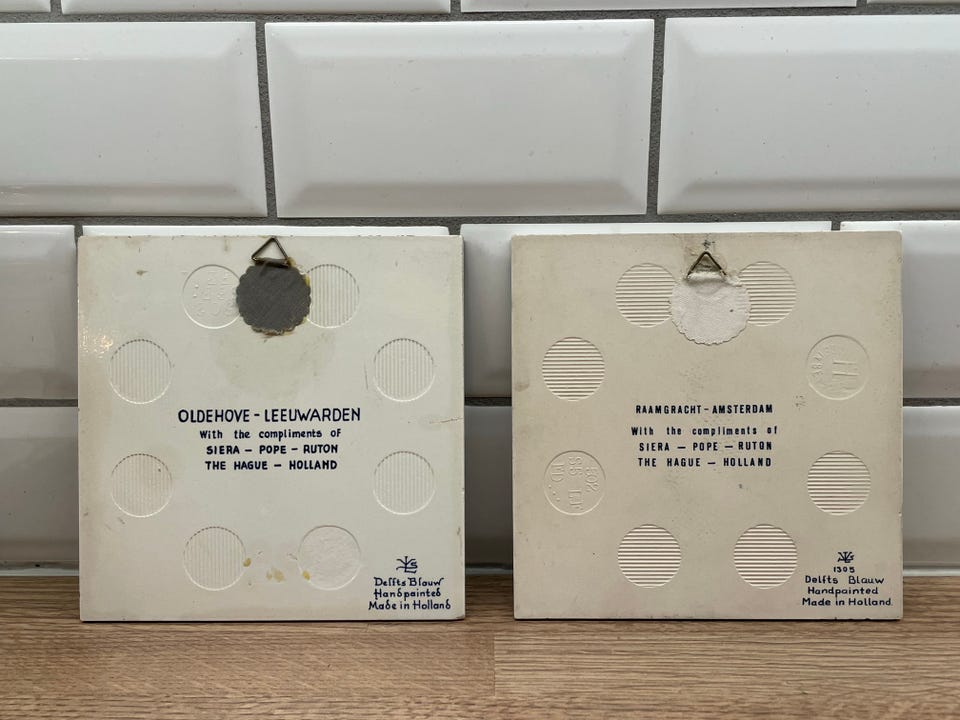 OLDEHOVE - LEEUWARDEN
With the compliments of
SIERA — POPE — RUTON
THE HAGUE — HOLLAND
Delfts Blauw
Handpainted
Made in Holland
RAAMGRACHT - AMSTERDAM
With the compliments of
SIERA — POPE — RUTON
THE HAGUE — HOLLAND
1305
Delfts Blauw
Handpainted
Made in Holland